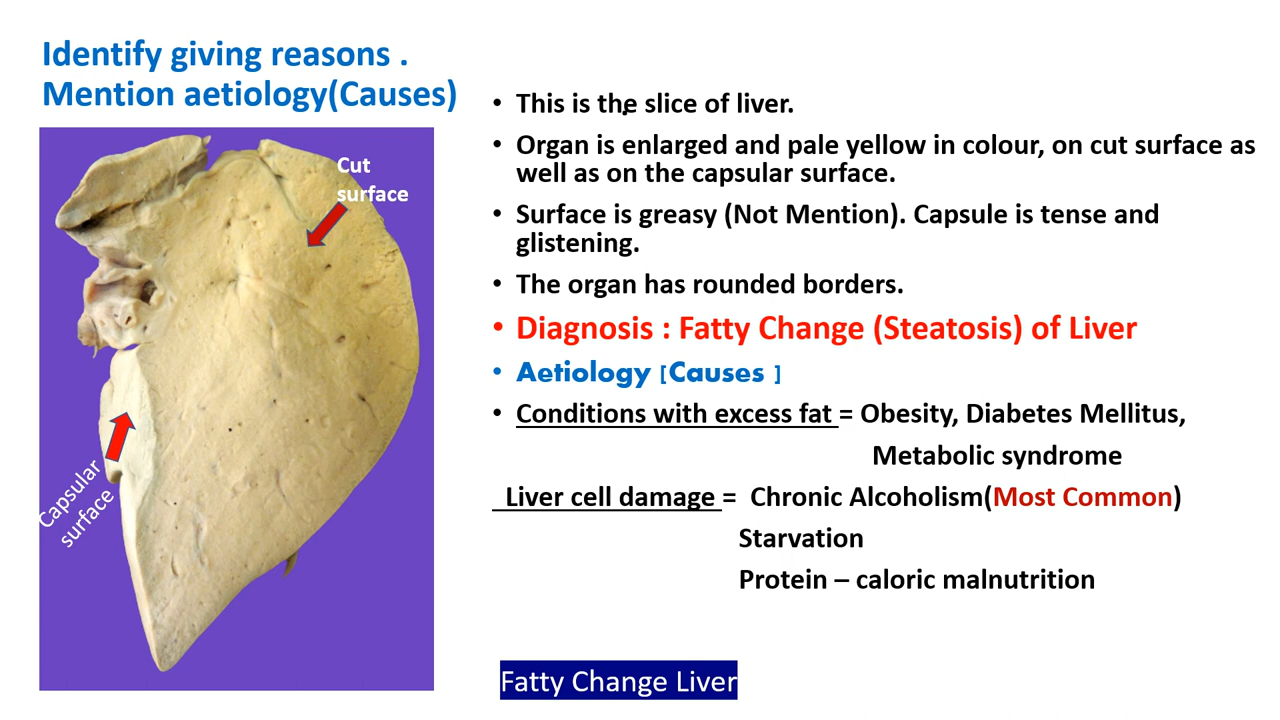 Identify giving reasons .
Mention aetiology(Causes)
Cut
surface
Capsular
surface
• This is the slice of liver.
• Organ is enlarged and pale yellow in colour, on cut surface as
well as on the capsular surface.
• Surface is greasy (Not Mention). Capsule is tense and
glistening.
• The organ has rounded borders.
• Diagnosis : Fatty Change (Steatosis) of Liver
• Aetiology [Causes ]
• Conditions with excess fat = Obesity, Diabetes Mellitus,
Metabolic syndrome
Liver cell damage = Chronic Alcoholism(Most Common)
Starvation
Protein – caloric malnutrition
Fatty Change Liver